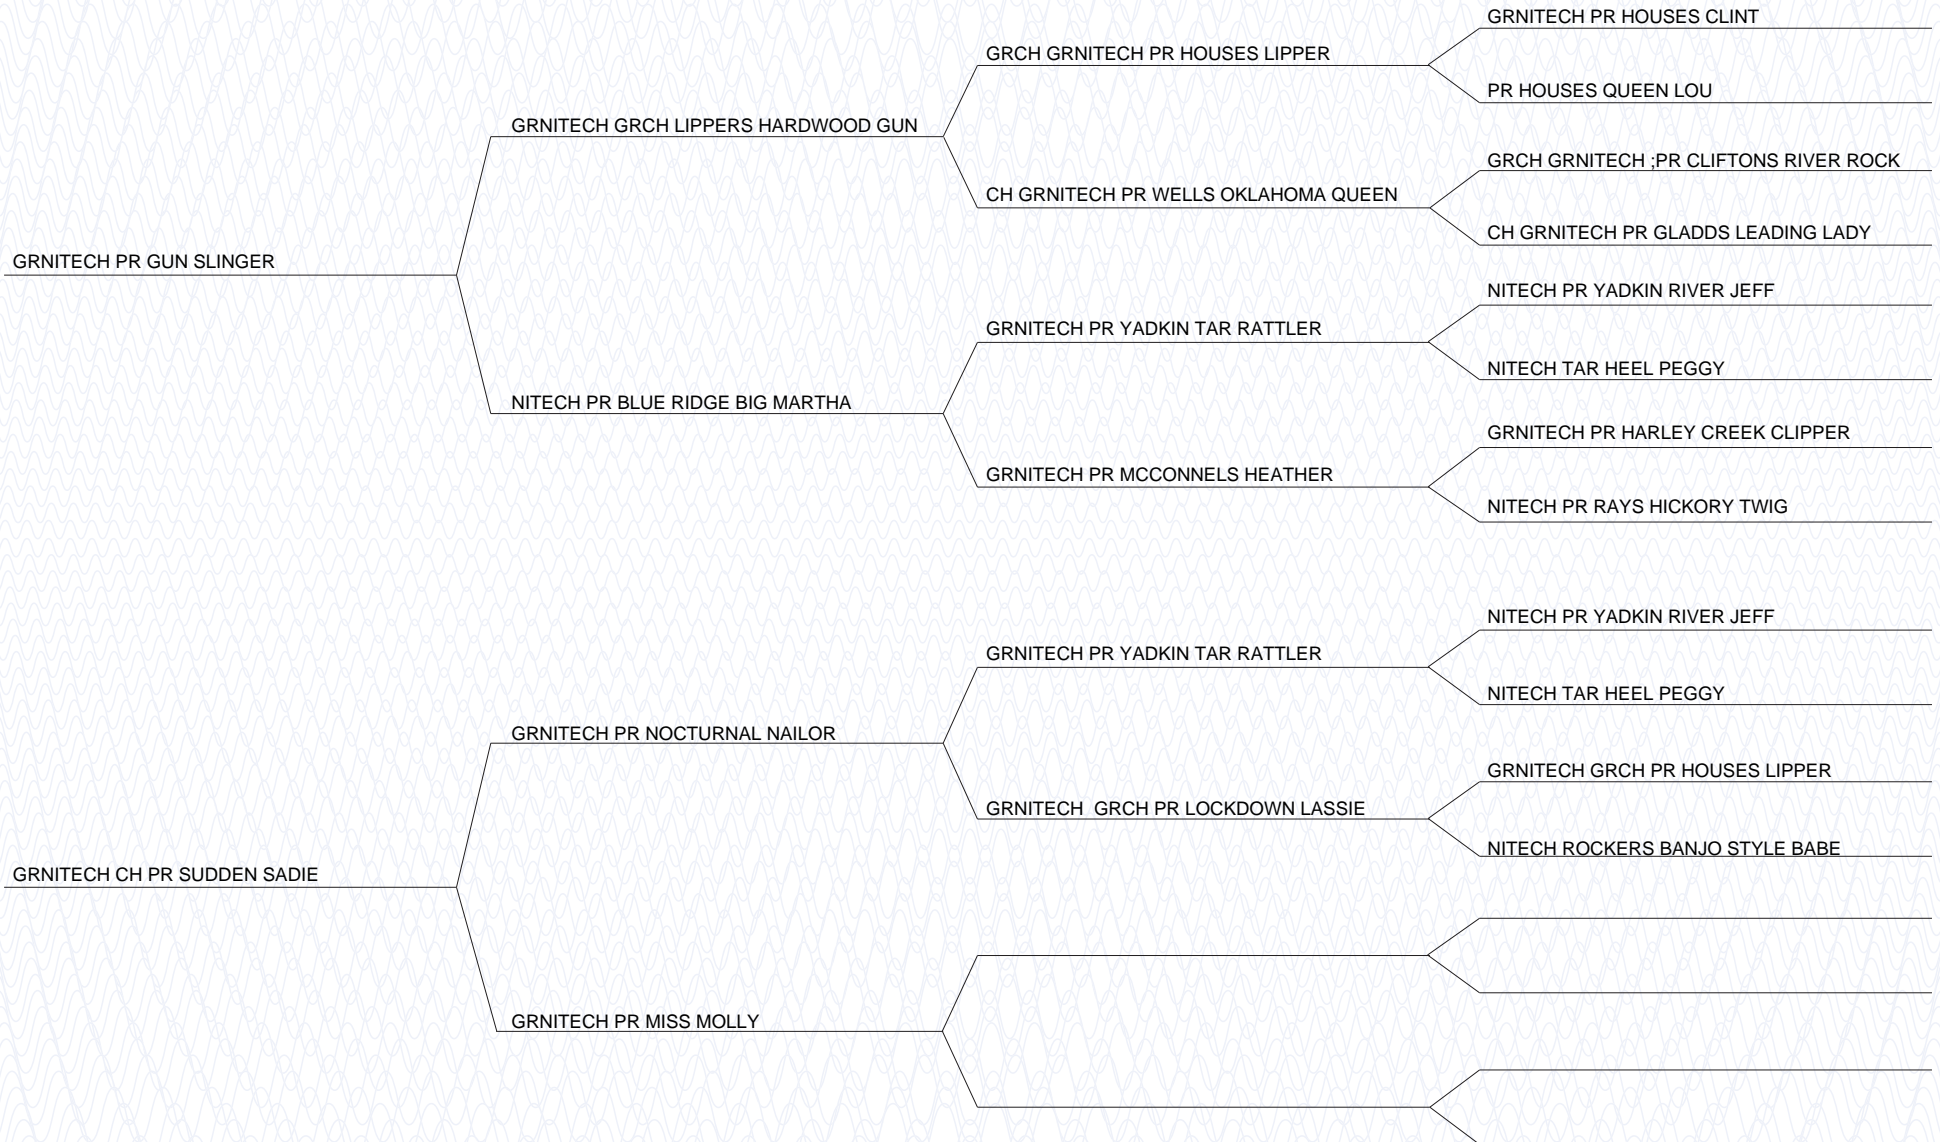 GRNITECH PR HOUSES CLINT
GRCH GRNITECH PR HOUSES LIPPER
PR HOUSES QUEEN LOU
GRNITECH GRCH LIPPERS HARDWOOD GUN
GRCH GRNITECH ;PR CLIFTONS RIVER ROCK
CH GRNITECH PR WELLS OKLAHOMA QUEEN
CH GRNITECH PR GLADDS LEADING LADY
GRNITECH PR GUN SLINGER
NITECH PR YADKIN RIVER JEFF
GRNITECH PR YADKIN TAR RATTLER
NITECH TAR HEEL PEGGY
NITECH PR BLUE RIDGE BIG MARTHA
GRNITECH PR HARLEY CREEK CLIPPER
GRNITECH PR MCCONNELS HEATHER
NITECH PR RAYS HICKORY TWIG
NITECH PR YADKIN RIVER JEFF
GRNITECH PR YADKIN TAR RATTLER
NITECH TAR HEEL PEGGY
GRNITECH PR NOCTURNAL NAILOR
GRNITECH GRCH PR HOUSES LIPPER
GRNITECH  GRCH PR LOCKDOWN LASSIE
NITECH ROCKERS BANJO STYLE BABE
GRNITECH CH PR SUDDEN SADIE
GRNITECH PR MISS MOLLY